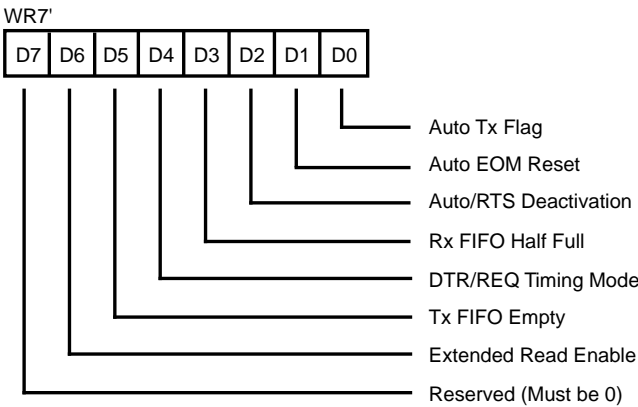 WR7'
D7 D6 D5 D4 D3 D2 D1 D0
Auto Tx Flag
Auto EOM Reset
Auto/RTS Deactivation
Rx FIFO Half Full
DTR/REQ Timing Mode
Tx FIFO Empty
Extended Read Enable
Reserved (Must be 0)